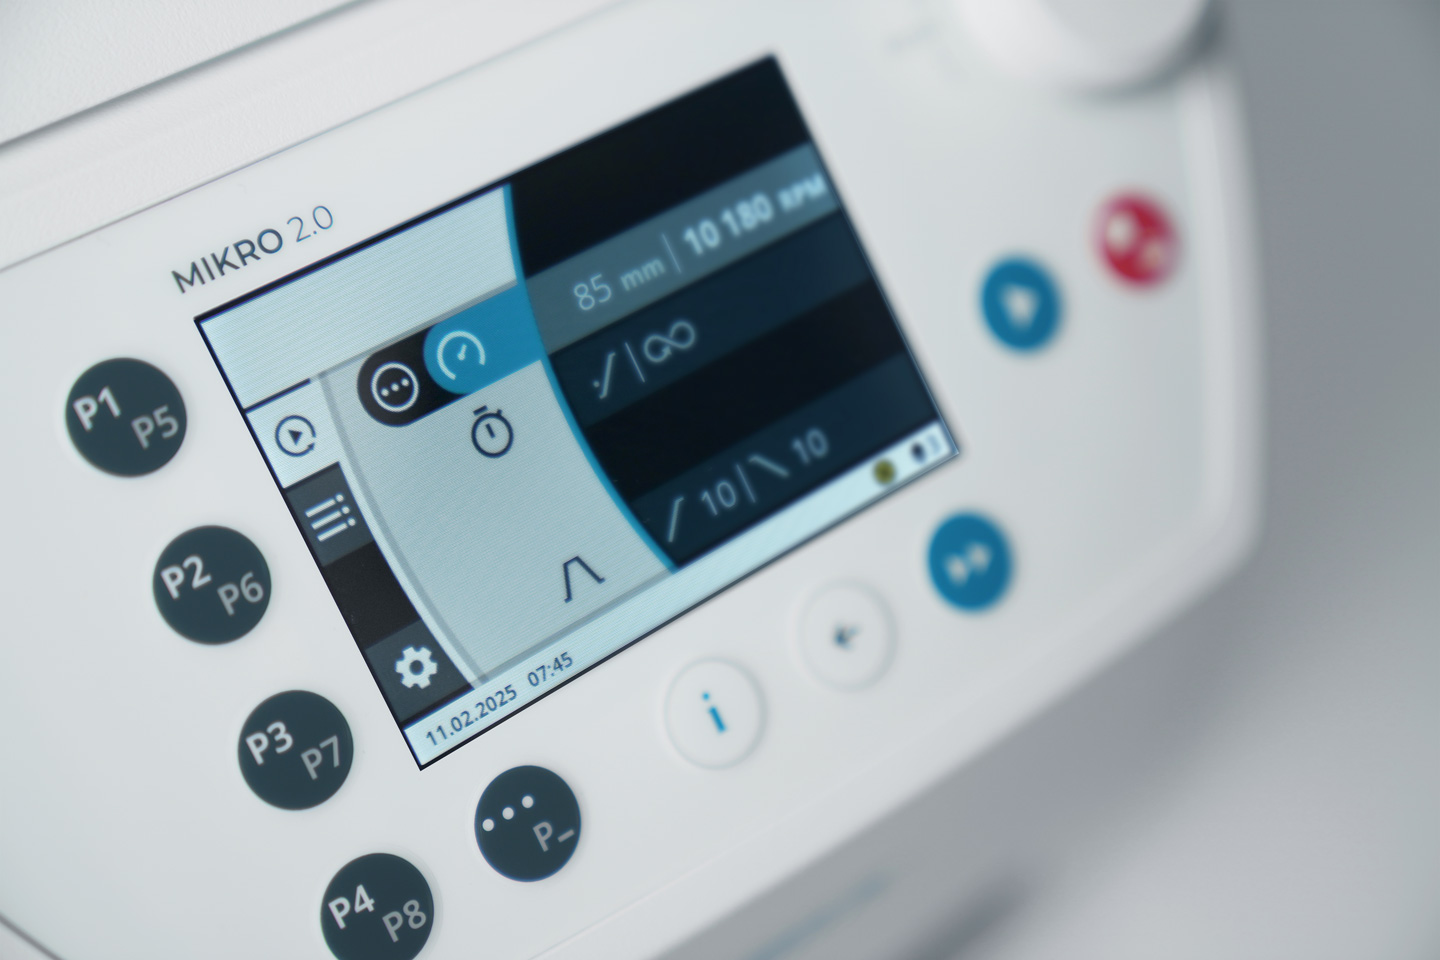 MIKRO 2.0
85 mm | 10 180 RPM
∞
10 | 10
11.02.2025 07:45
P1 P5
P2 P6
P3 P7
P4 P8
P_
i